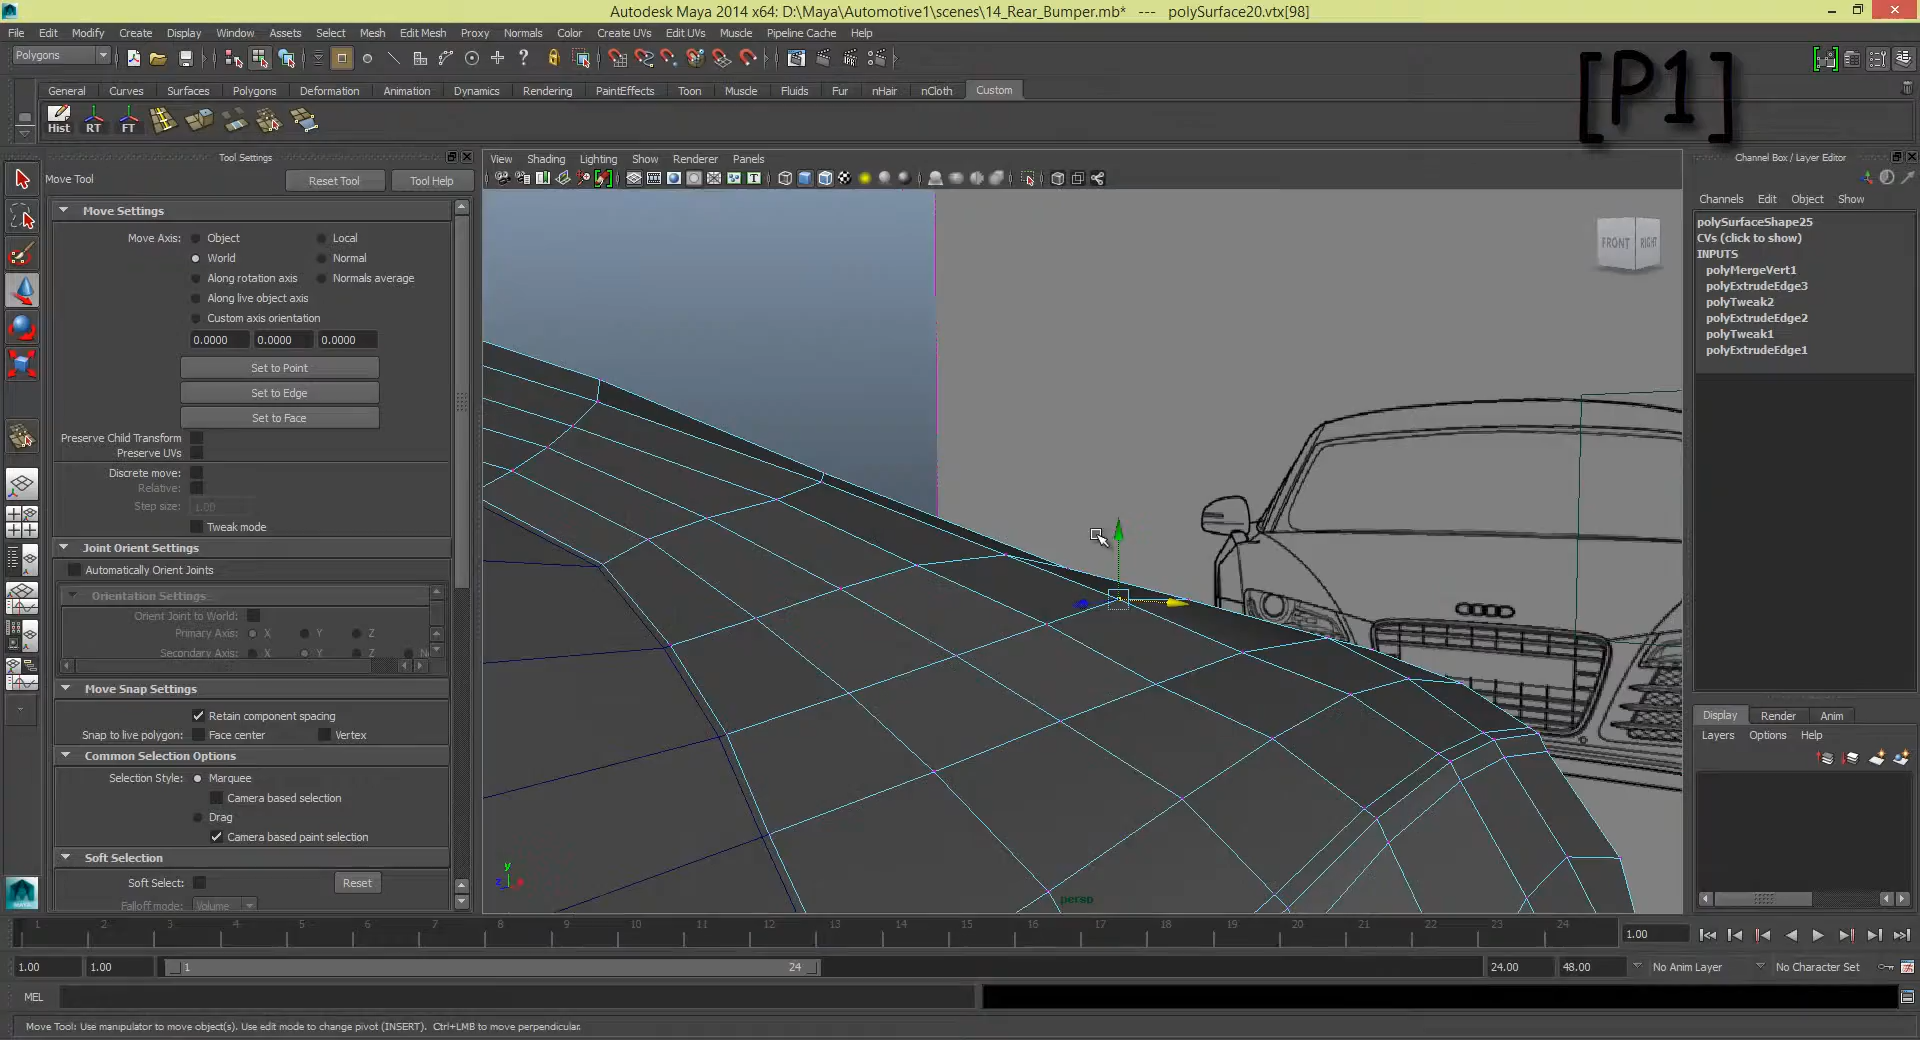 Autodesk Maya 2014 x64: D:\Maya\Automotive1\scenes\14_Rear_Bumper.mb* --- polySurface20.vtx[98]
File Edit Modify Create Display Window Assets Select Mesh Edit Mesh Proxy Normals Color Create UVs Edit UVs Muscle Pipeline Cache Help
Polygons
[P1]
General Curves Surfaces Polygons Deformation Animation Dynamics Rendering PaintEffects Toon Muscle Fluids Fur nHair nCloth Custom
Hist RT FT
Tool Settings
Move Tool Reset Tool Tool Help
Move Settings
Move Axis: Object Local
World Normal
Along rotation axis Normals average
Along live object axis
Custom axis orientation
0.0000 0.0000 0.0000
Set to Point
Set to Edge
Set to Face
Preserve Child Transform
Preserve UVs
Discrete move:
Relative:
Step size: 1.00
Tweak mode
Joint Orient Settings
Automatically Orient Joints
Orientation Settings
Orient Joint to World:
Primary Axis: X Y Z
Secondary Axis: X Y Z
Move Snap Settings
Retain component spacing
Snap to live polygon: Face center Vertex
Common Selection Options
Selection Style: Marquee
Camera based selection
Drag
Camera based paint selection
Soft Selection
Soft Select: Reset
Falloff mode: Volume
View Shading Lighting Show Renderer Panels
FRONT RIGHT
y
z x
persp
Channel Box / Layer Editor
Channels Edit Object Show
polySurfaceShape25
CVs (click to show)
INPUTS
polyMergeVert1
polyExtrudeEdge3
polyTweak2
polyExtrudeEdge2
polyTweak1
polyExtrudeEdge1
Display Render Anim
Layers Options Help
1 2 3 4 5 6 7 8 9 10 11 12 13 14 15 16 17 18 19 20 21 22 23 24
1.00
1.00 1.00 1 24 24.00 48.00 No Anim Layer No Character Set
MEL
Move Tool: Use manipulator to move object(s). Use edit mode to change pivot (INSERT). Ctrl+LMB to move perpendicular.